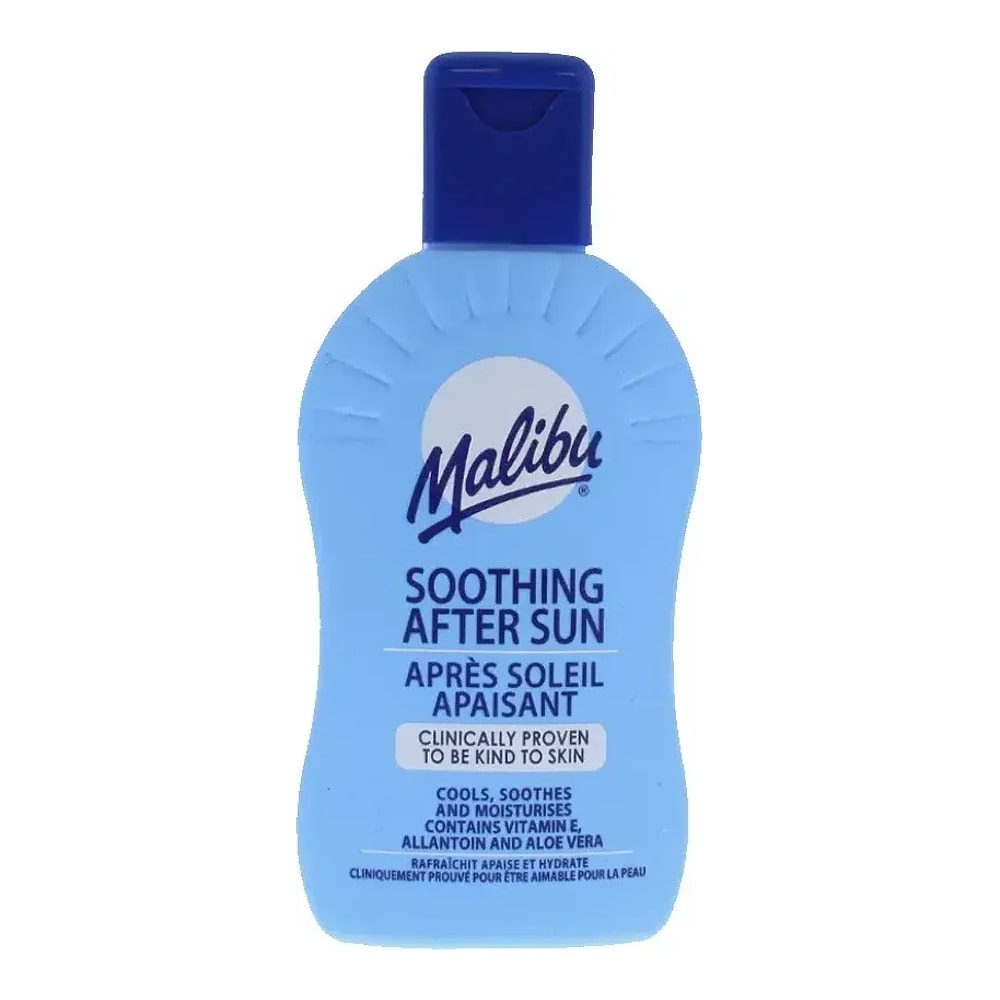 Malibu®
SOOTHING
AFTER SUN
APRÈS SOLEIL
APAISANT
CLINICALLY PROVEN
TO BE KIND TO SKIN
COOLS, SOOTHES
AND MOISTURISES
CONTAINS VITAMIN E,
ALLANTOIN AND ALOE VERA
RAFRAÎCHIT APAISE ET HYDRATE
CLINIQUEMENT PROUVÉ POUR ÊTRE AIMABLE POUR LA PEAU